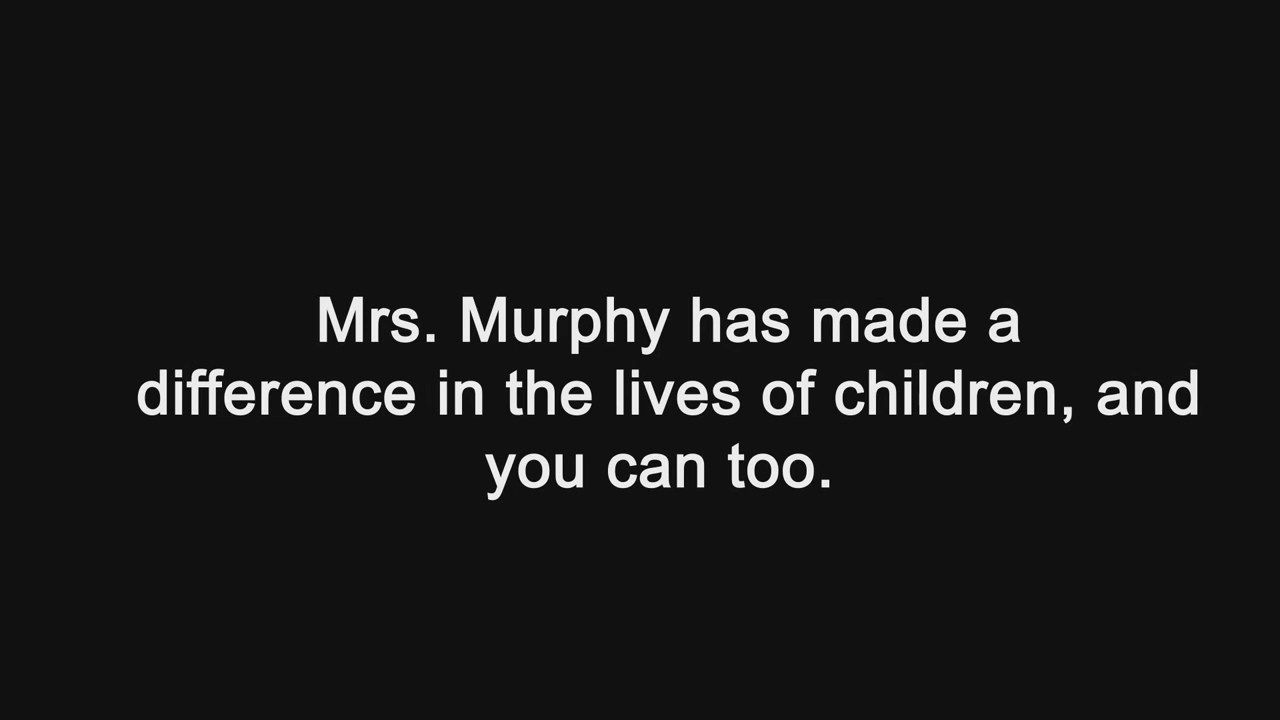 Mrs. Murphy has made a
difference in the lives of children, and
you can too.